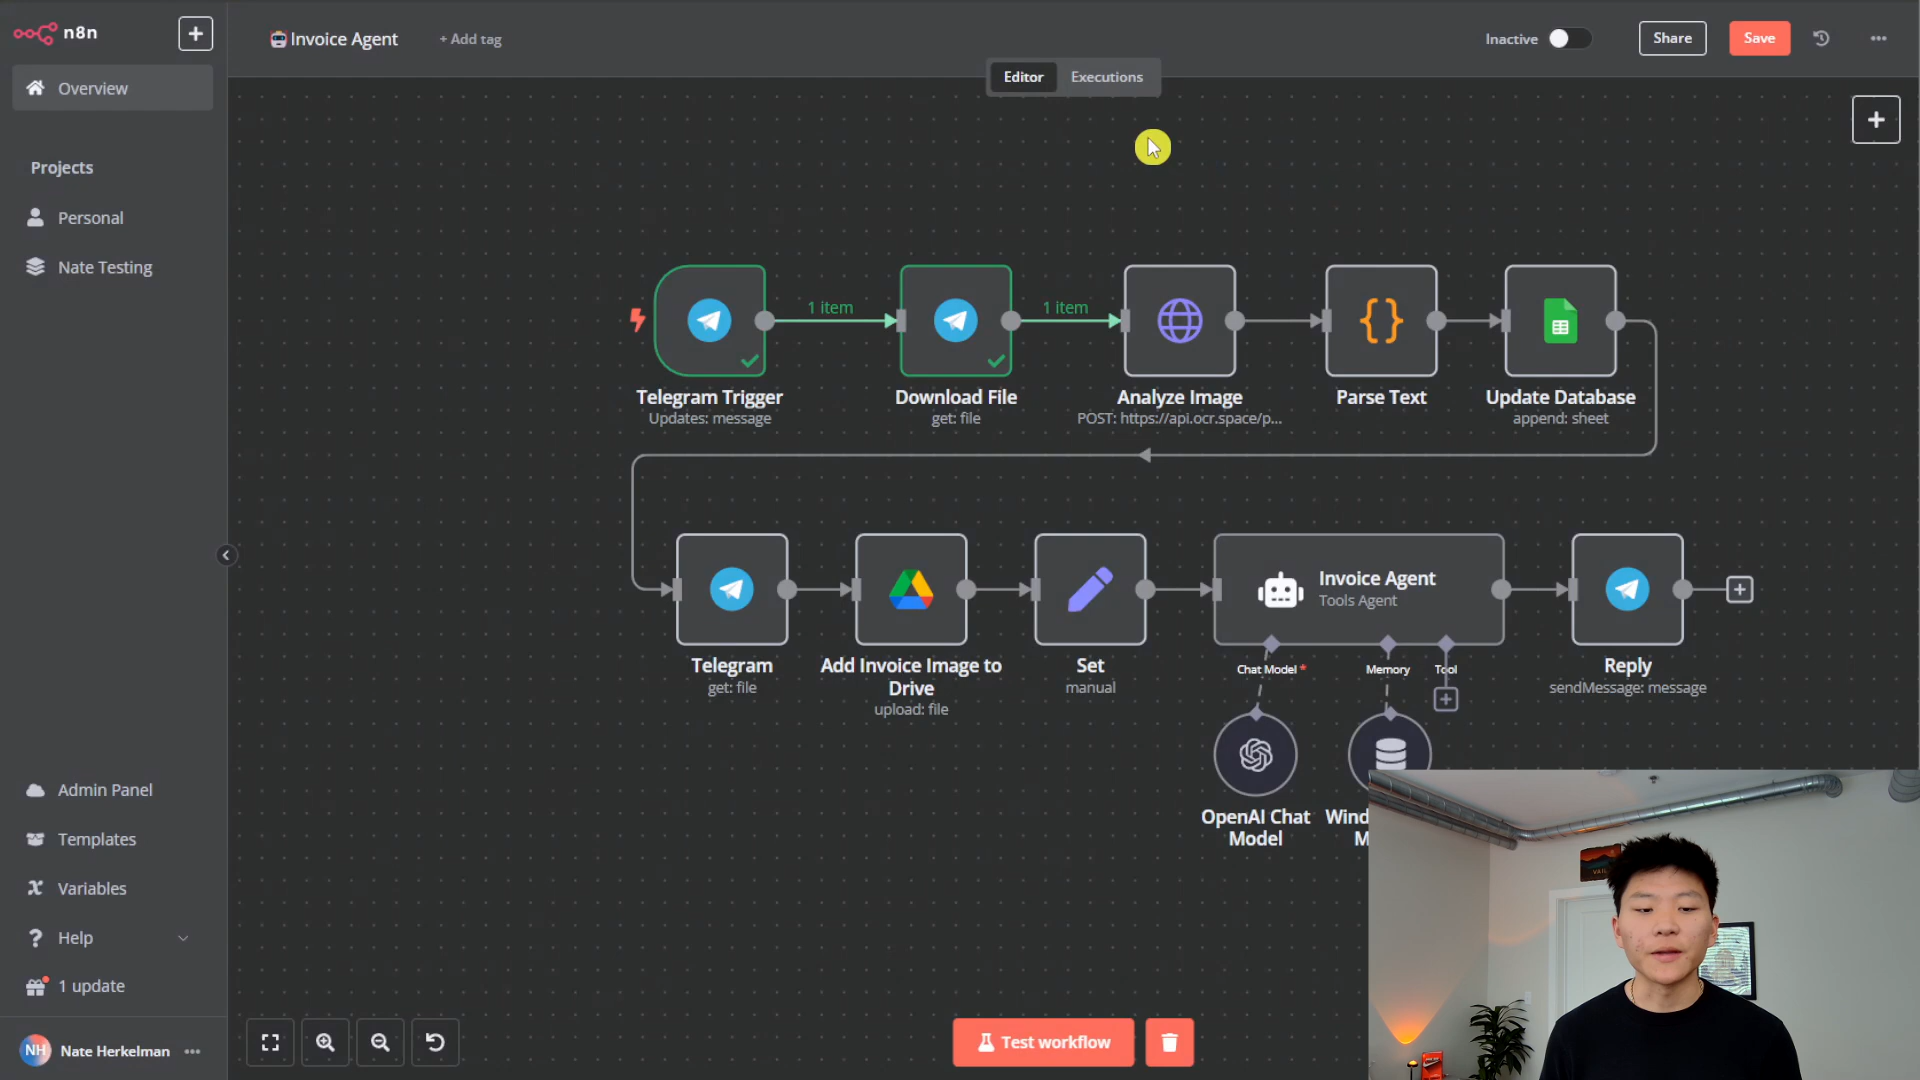 n8n
Invoice Agent
+ Add tag
Inactive
Share
Save
Editor
Executions
Overview
Projects
Personal
Nate Testing
1 item
1 item
Telegram Trigger
Updates: message
Download File
get: file
Analyze Image
POST: https://api.ocr.space/p...
Parse Text
Update Database
append: sheet
Telegram
get: file
Add Invoice Image to
Drive
upload: file
Set
manual
Invoice Agent
Tools Agent
Chat Model *
Memory
Tool
Reply
sendMessage: message
OpenAI Chat
Model
Wind
M
Admin Panel
Templates
Variables
Help
1 update
NH
Nate Herkelman
Test workflow